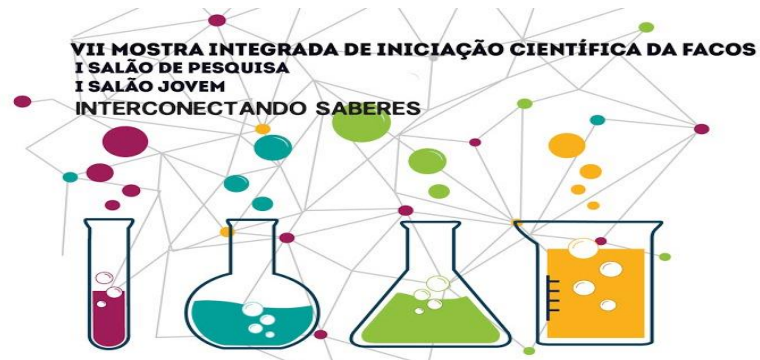 VII MOSTRA INTEGRADA DE INICIAÇÃO CIENTÍFICA DA FACOS
I SALÃO DE PESQUISA
I SALÃO JOVEM
INTERCONECTANDO SABERES